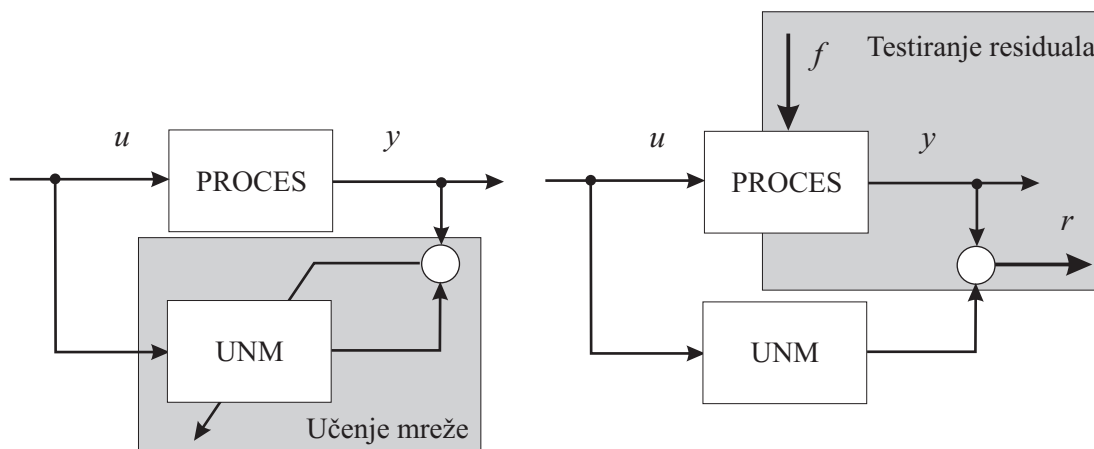 u
y
PROCES
UNM
Učenje mreže
f
Testiranje residuala
u
y
PROCES
r
UNM